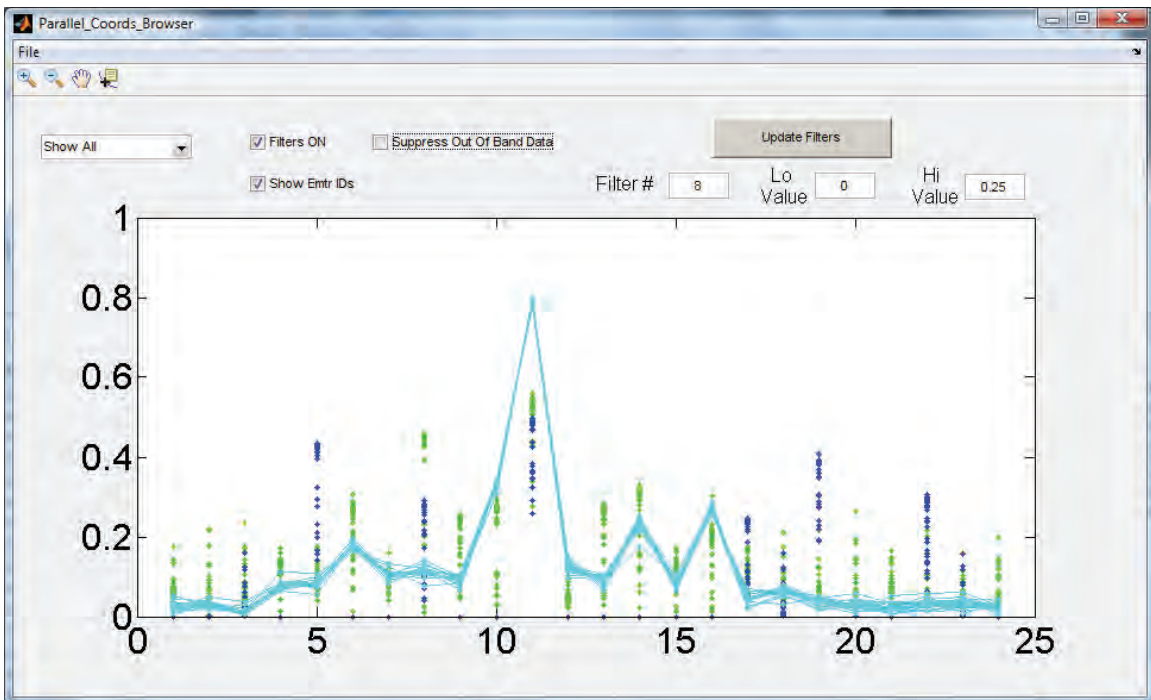 Parallel_Coords_Browser
File
Show All
Filters ON
Suppress Out Of Band Data
Update Filters
Show Emtr IDs
Filter #
8
Lo
Value
0
Hi
Value
0.25
1
0.8
0.6
0.4
0.2
0
0
5
10
15
20
25